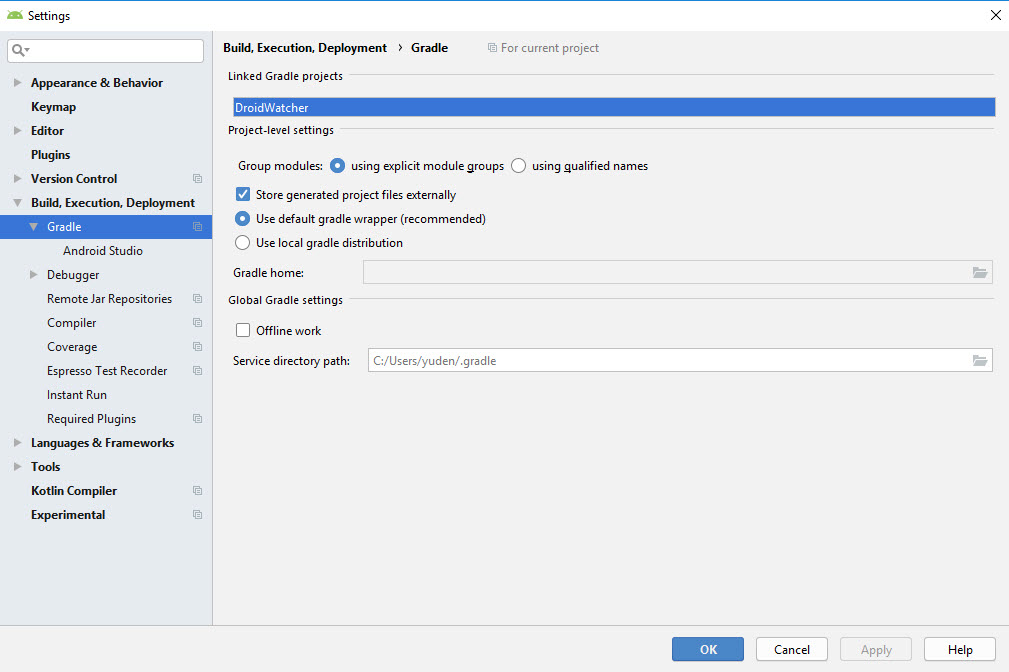 Settings
Appearance & Behavior
Keymap
Editor
Plugins
Version Control
Build, Execution, Deployment
Gradle
Android Studio
Debugger
Remote Jar Repositories
Compiler
Coverage
Espresso Test Recorder
Instant Run
Required Plugins
Languages & Frameworks
Tools
Kotlin Compiler
Experimental
Build, Execution, Deployment › Gradle For current project
Linked Gradle projects
DroidWatcher
Project-level settings
Group modules: using explicit module groups using qualified names
Store generated project files externally
Use default gradle wrapper (recommended)
Use local gradle distribution
Gradle home:
Global Gradle settings
Offline work
Service directory path: C:/Users/yuden/.gradle
OK Cancel Apply Help